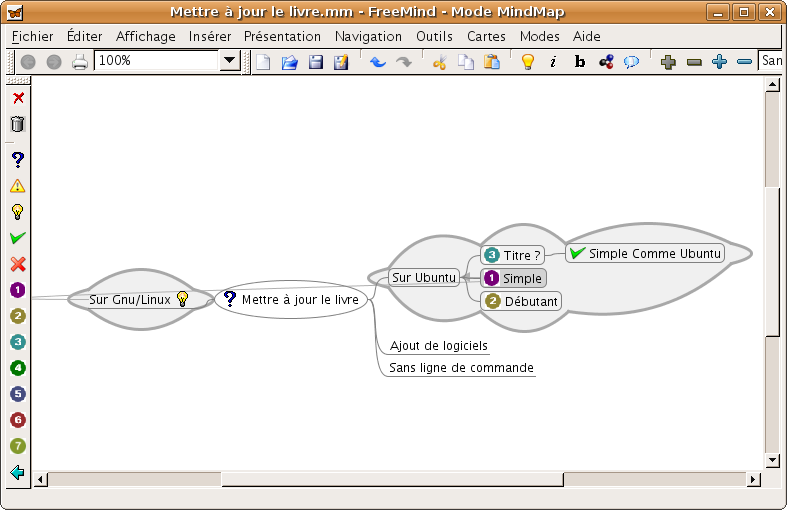 Mettre à jour le livre.mm - FreeMind - Mode MindMap
Fichier Éditer Affichage Insérer Présentation Navigation Outils Cartes Modes Aide
100% i b San
Sur Gnu/Linux
? Mettre à jour le livre
Sur Ubuntu
3 Titre ?
Simple Comme Ubuntu
1 Simple
2 Débutant
Ajout de logiciels
Sans ligne de commande
?
!
1
2
3
4
5
6
7